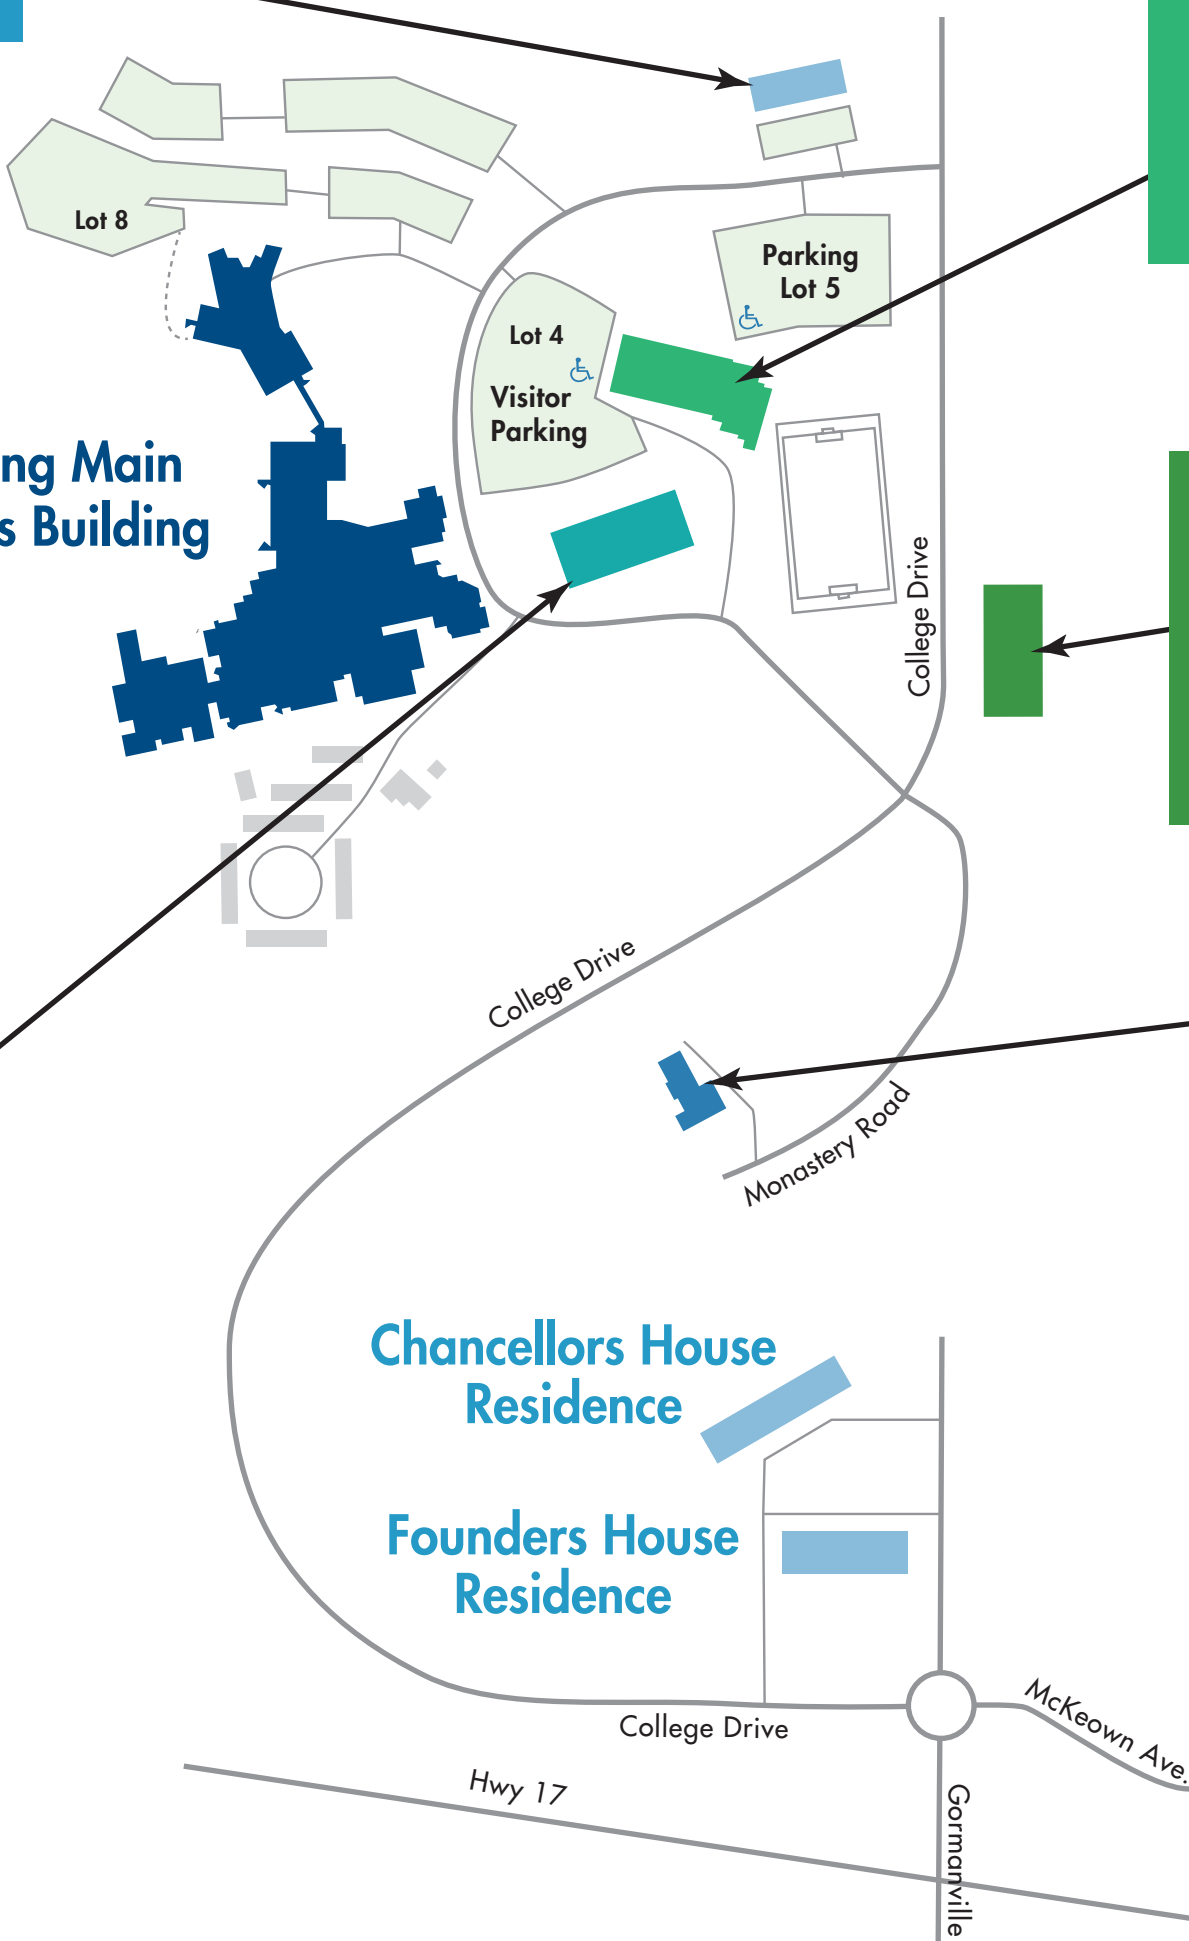 Lot 8
Parking
Lot 5
Lot 4
Visitor
Parking
ng Main
s Building
College Drive
College Drive
Monastery Road
Chancellors House
Residence
Founders House
Residence
College Drive
McKeown Ave.
Hwy 17
Gormanville